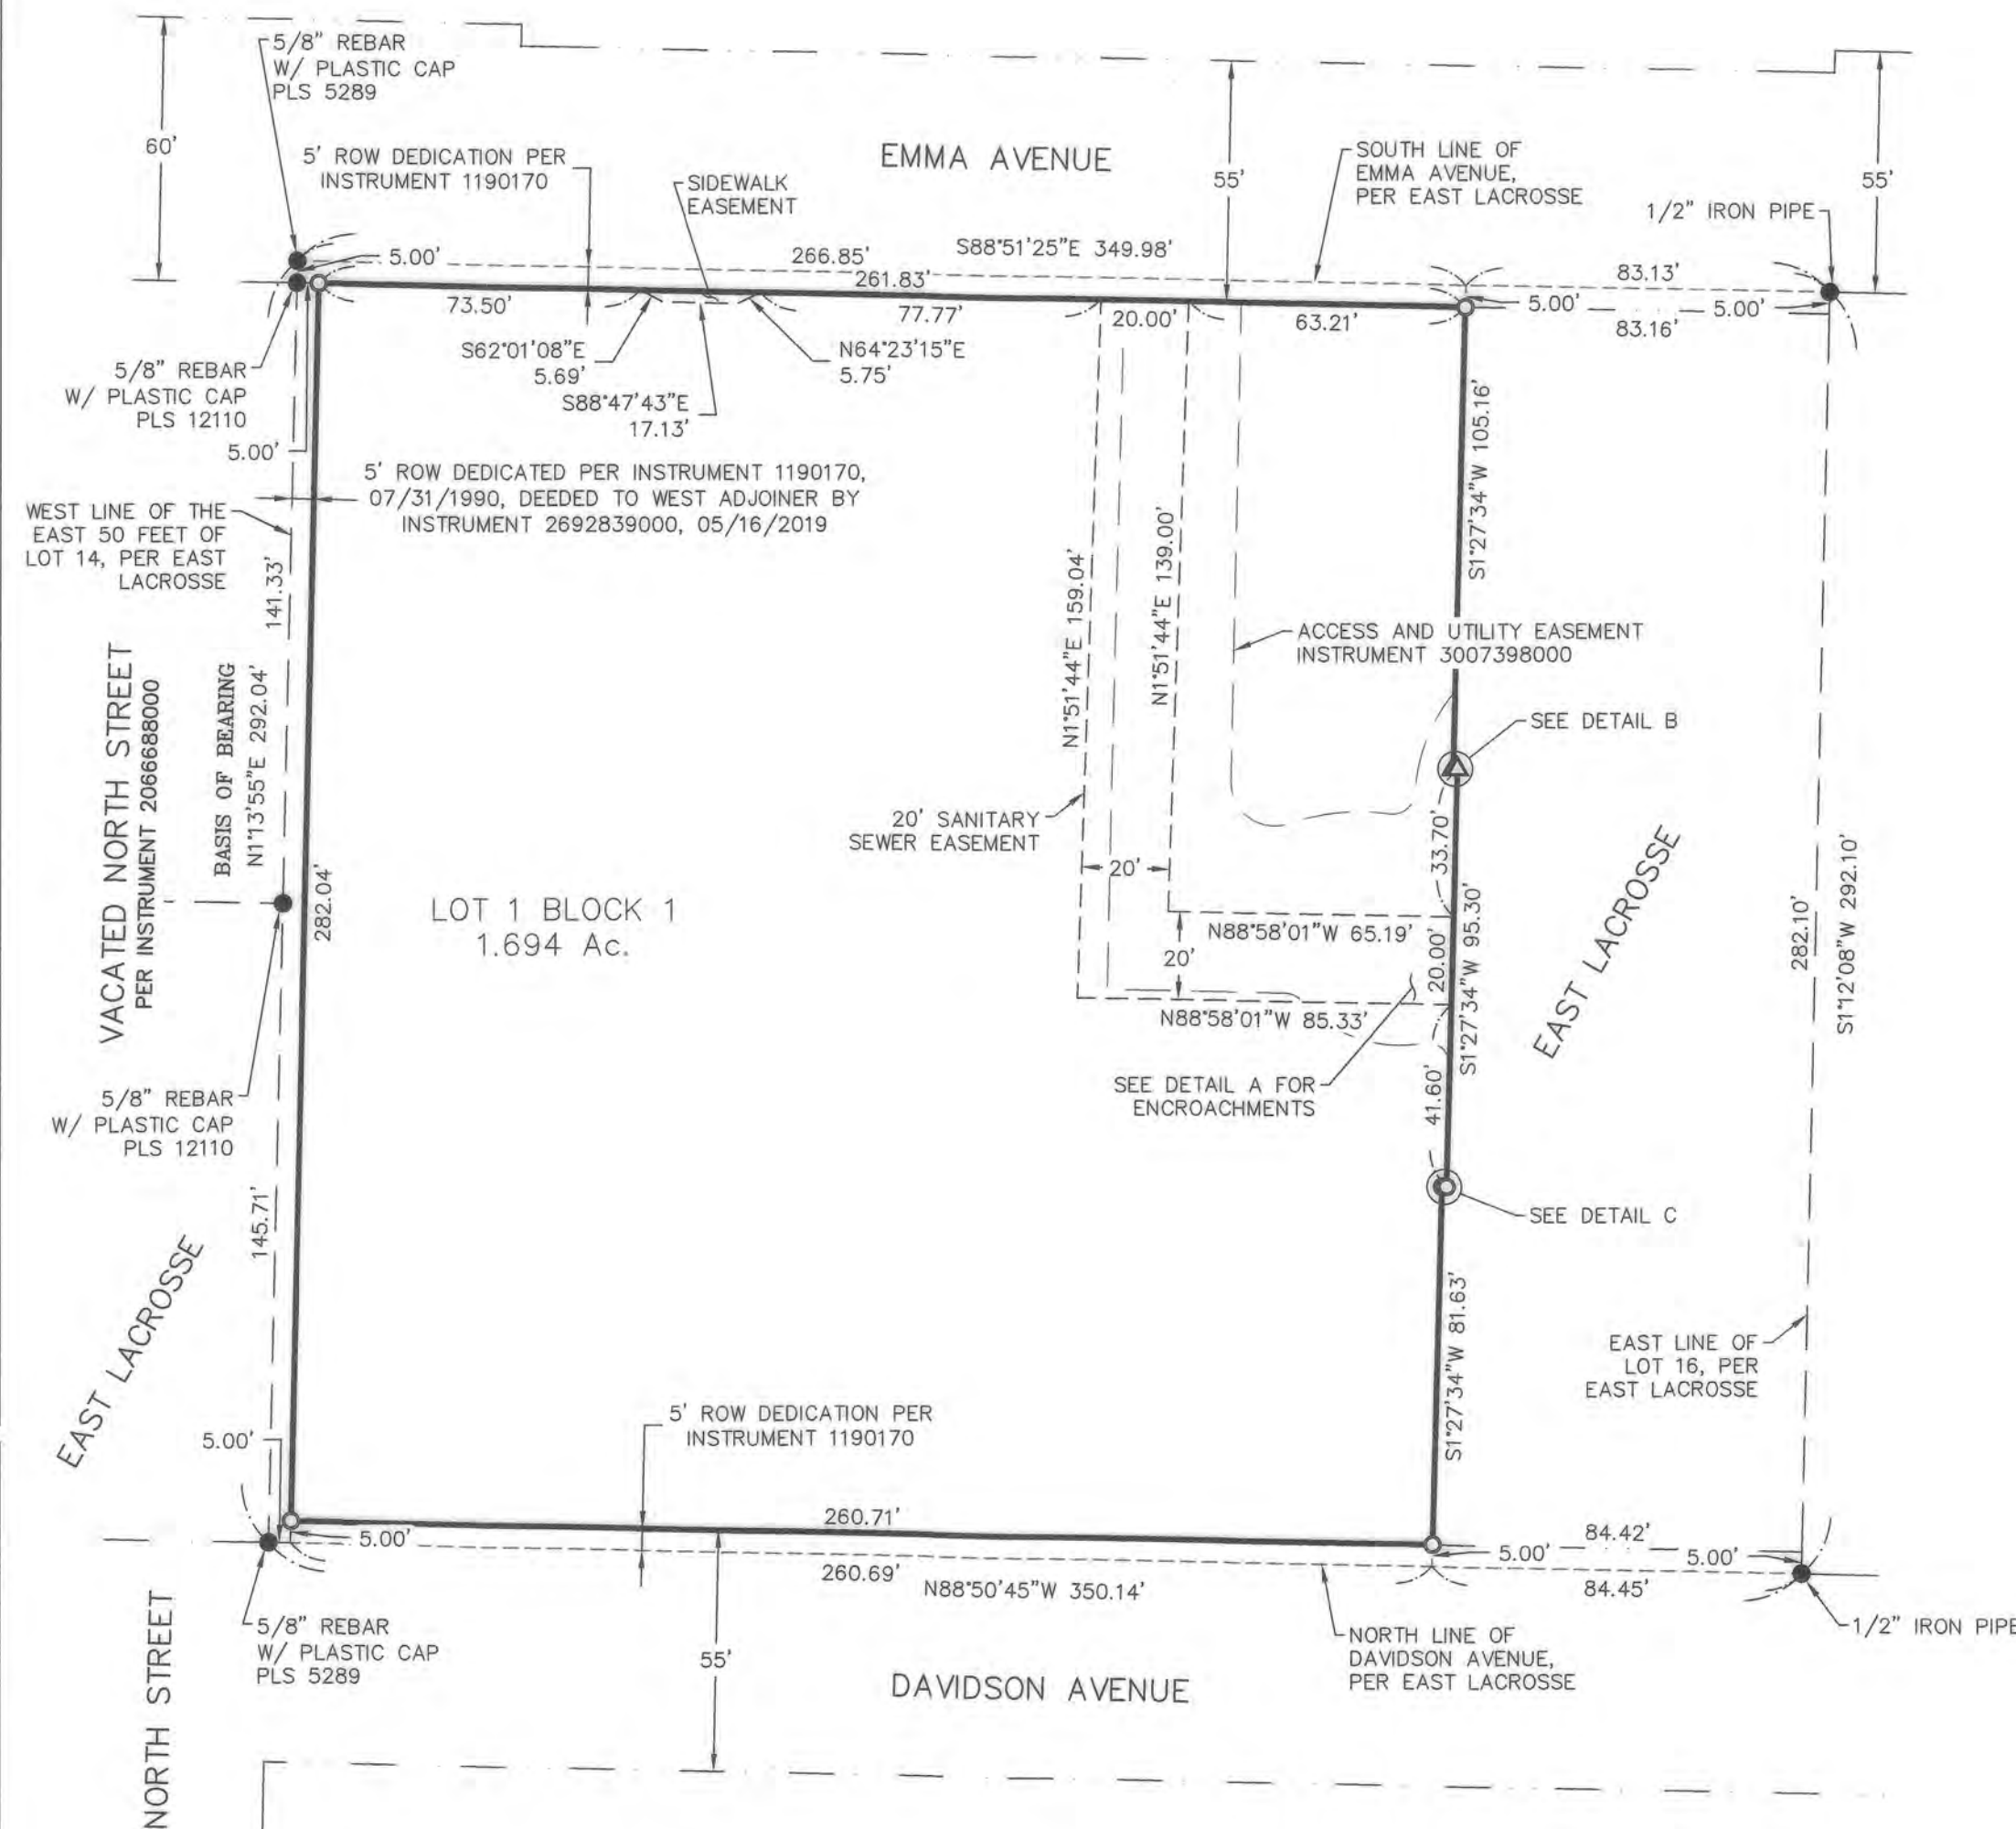 5/8" REBAR
W/ PLASTIC CAP
PLS 5289
60'
5' ROW DEDICATION PER
INSTRUMENT 1190170
SIDEWALK
EASEMENT
EMMA AVENUE
55'
SOUTH LINE OF
EMMA AVENUE,
PER EAST LACROSSE
55'
1/2" IRON PIPE
5.00'
266.85'
S88°51'25"E 349.98'
261.83'
83.13'
5.00'
5.00'
83.16'
73.50'
77.77'
20.00'
63.21'
S62°01'08"E
5.69'
N64°23'15"E
5.75'
S88°47'43"E
17.13'
5/8" REBAR
W/ PLASTIC CAP
PLS 12110
5.00'
5' ROW DEDICATED PER INSTRUMENT 1190170,
07/31/1990, DEEDED TO WEST ADJOINER BY
INSTRUMENT 2692839000, 05/16/2019
WEST LINE OF THE
EAST 50 FEET OF
LOT 14, PER EAST
LACROSSE
141.33'
S1°27'34"W 105.16'
N1°51'44"E 159.04'
N1°51'44"E 139.00'
ACCESS AND UTILITY EASEMENT
INSTRUMENT 3007398000
VACATED NORTH STREET
PER INSTRUMENT 2066688000
BASIS OF BEARING
N1°13'55"E 292.04'
SEE DETAIL B
20' SANITARY
SEWER EASEMENT
20'
33.70'
EAST LACROSSE
282.04'
LOT 1 BLOCK 1
1.694 Ac.
N88°58'01"W 65.19'
20'
20.00'
S1°27'34"W 95.30'
282.10'
S1°12'08"W 292.10'
N88°58'01"W 85.33'
SEE DETAIL A FOR
ENCROACHMENTS
41.60'
5/8" REBAR
W/ PLASTIC CAP
PLS 12110
145.71'
SEE DETAIL C
EAST LACROSSE
S1°27'34"W 81.63'
EAST LINE OF
LOT 16, PER
EAST LACROSSE
5' ROW DEDICATION PER
INSTRUMENT 1190170
5.00'
5.00'
260.71'
84.42'
5.00'
5.00'
260.69'
N88°50'45"W 350.14'
84.45'
5/8" REBAR
W/ PLASTIC CAP
PLS 5289
1/2" IRON PIPE
NORTH LINE OF
DAVIDSON AVENUE,
PER EAST LACROSSE
55'
DAVIDSON AVENUE
NORTH STREET